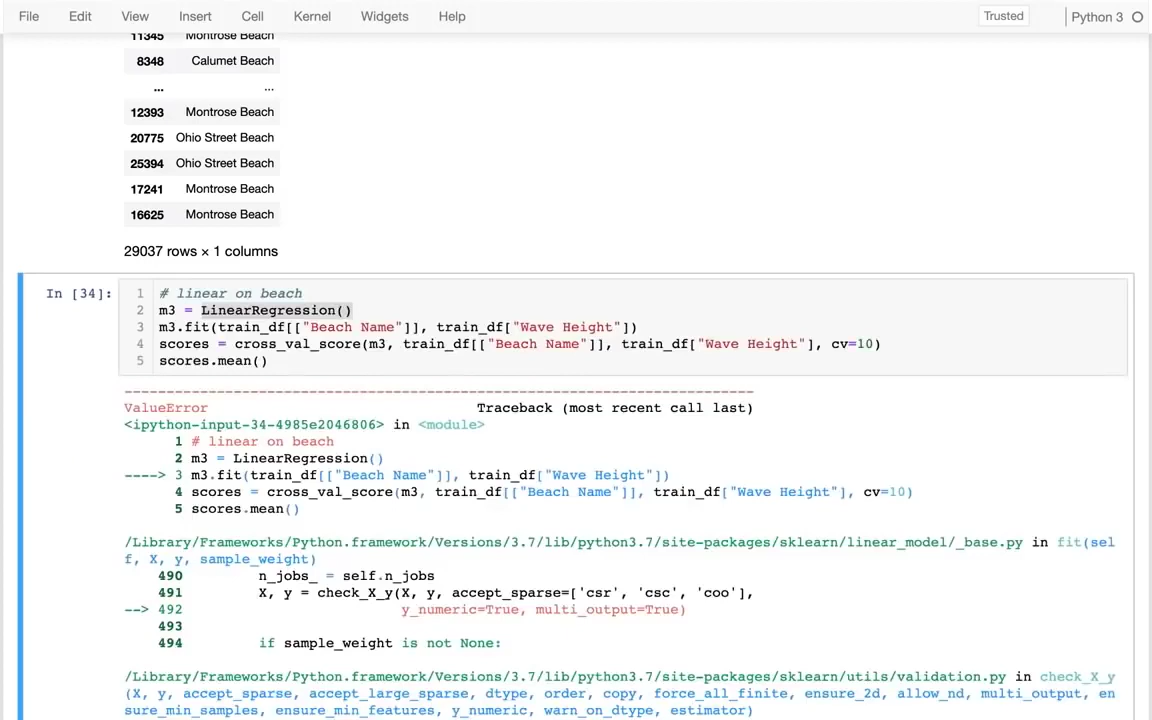 File Edit View Insert Cell Kernel Widgets Help Trusted Python 3
11345 Montrose Beach
8348 Calumet Beach
... ...
12393 Montrose Beach
20775 Ohio Street Beach
25394 Ohio Street Beach
17241 Montrose Beach
16625 Montrose Beach
29037 rows × 1 columns
In [34]: 1 # linear on beach
2 m3 = LinearRegression()
3 m3.fit(train_df[["Beach Name"]], train_df["Wave Height"])
4 scores = cross_val_score(m3, train_df[["Beach Name"]], train_df["Wave Height"], cv=10)
5 scores.mean()
---------------------------------------------------------------------------
ValueError Traceback (most recent call last)
<ipython-input-34-4985e2046806> in <module>
1 # linear on beach
2 m3 = LinearRegression()
----> 3 m3.fit(train_df[["Beach Name"]], train_df["Wave Height"])
4 scores = cross_val_score(m3, train_df[["Beach Name"]], train_df["Wave Height"], cv=10)
5 scores.mean()
/Library/Frameworks/Python.framework/Versions/3.7/lib/python3.7/site-packages/sklearn/linear_model/_base.py in fit(sel
f, X, y, sample_weight)
490 n_jobs_ = self.n_jobs
491 X, y = check_X_y(X, y, accept_sparse=['csr', 'csc', 'coo'],
--> 492 y_numeric=True, multi_output=True)
493
494 if sample_weight is not None:
/Library/Frameworks/Python.framework/Versions/3.7/lib/python3.7/site-packages/sklearn/utils/validation.py in check_X_y
(X, y, accept_sparse, accept_large_sparse, dtype, order, copy, force_all_finite, ensure_2d, allow_nd, multi_output, en
sure_min_samples, ensure_min_features, y_numeric, warn_on_dtype, estimator)